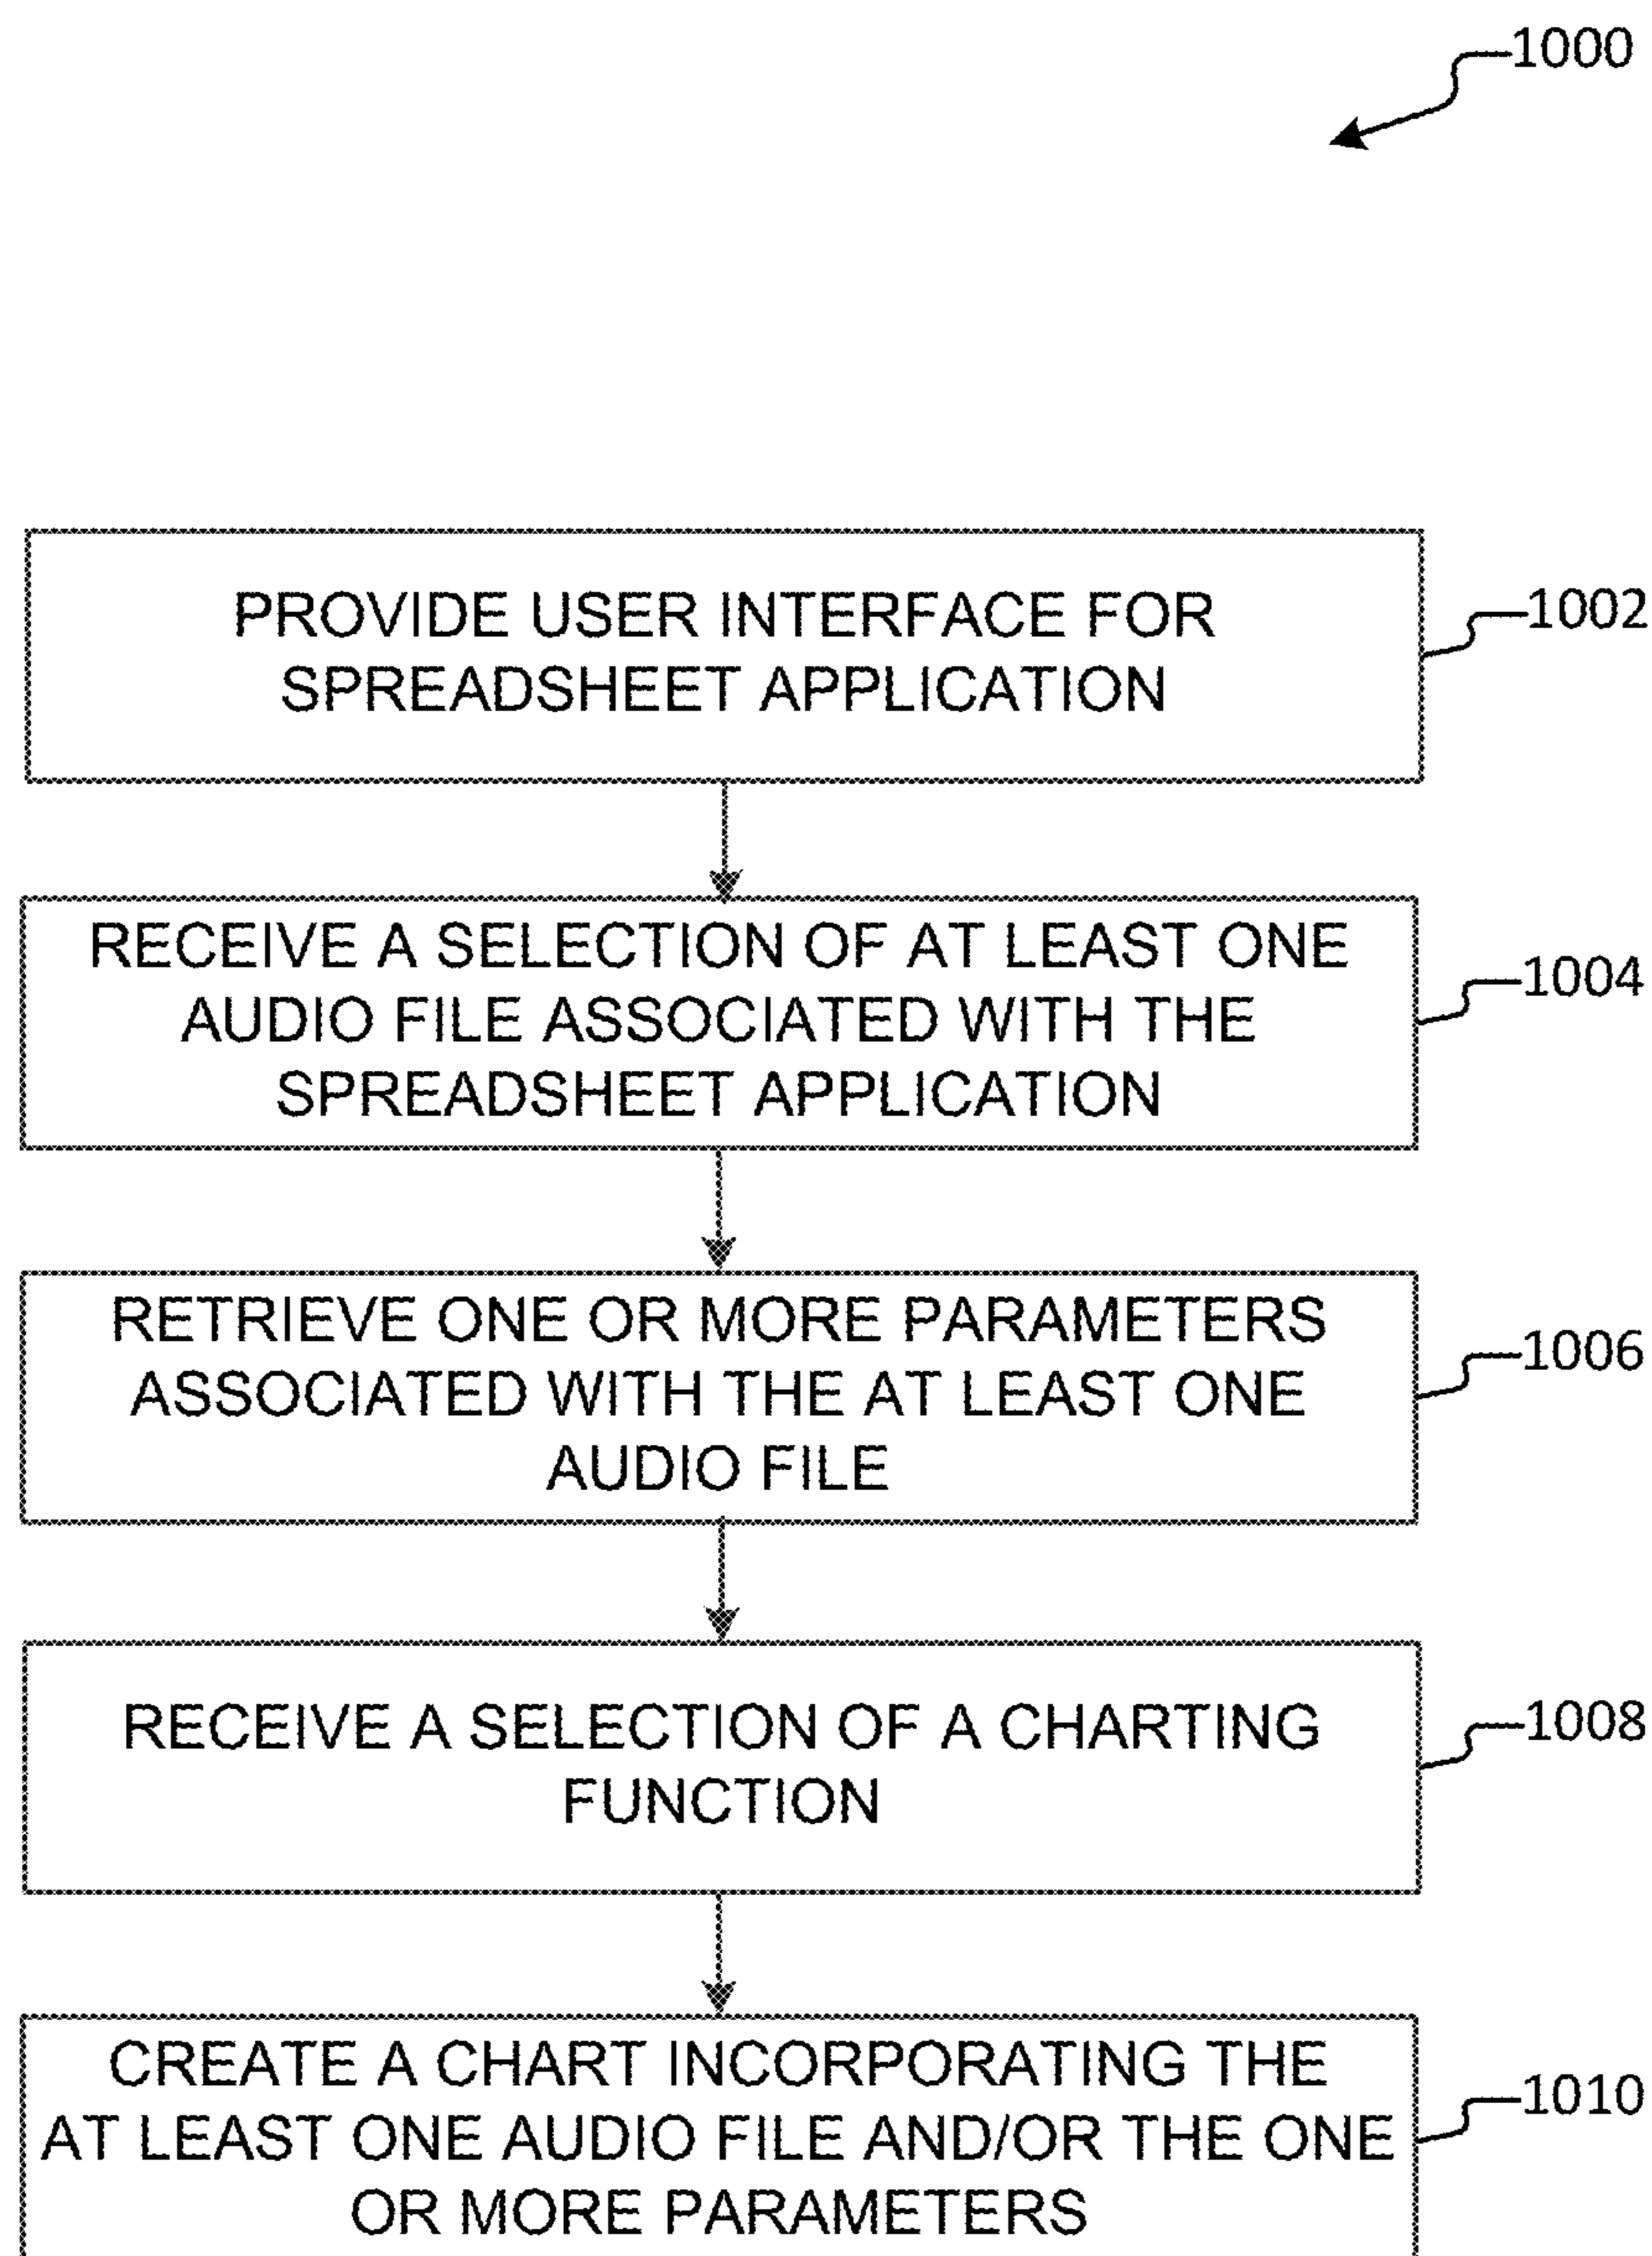 1000
PROVIDE USER INTERFACE FOR
SPREADSHEET APPLICATION
1002
RECEIVE A SELECTION OF AT LEAST ONE
AUDIO FILE ASSOCIATED WITH THE
SPREADSHEET APPLICATION
1004
RETRIEVE ONE OR MORE PARAMETERS
ASSOCIATED WITH THE AT LEAST ONE
AUDIO FILE
1006
RECEIVE A SELECTION OF A CHARTING
FUNCTION
1008
CREATE A CHART INCORPORATING THE
AT LEAST ONE AUDIO FILE AND/OR THE ONE
OR MORE PARAMETERS
1010